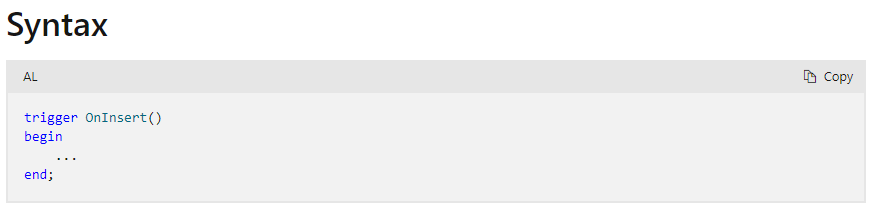 Syntax
AL
Copy
trigger OnInsert()
begin
    ...
end;